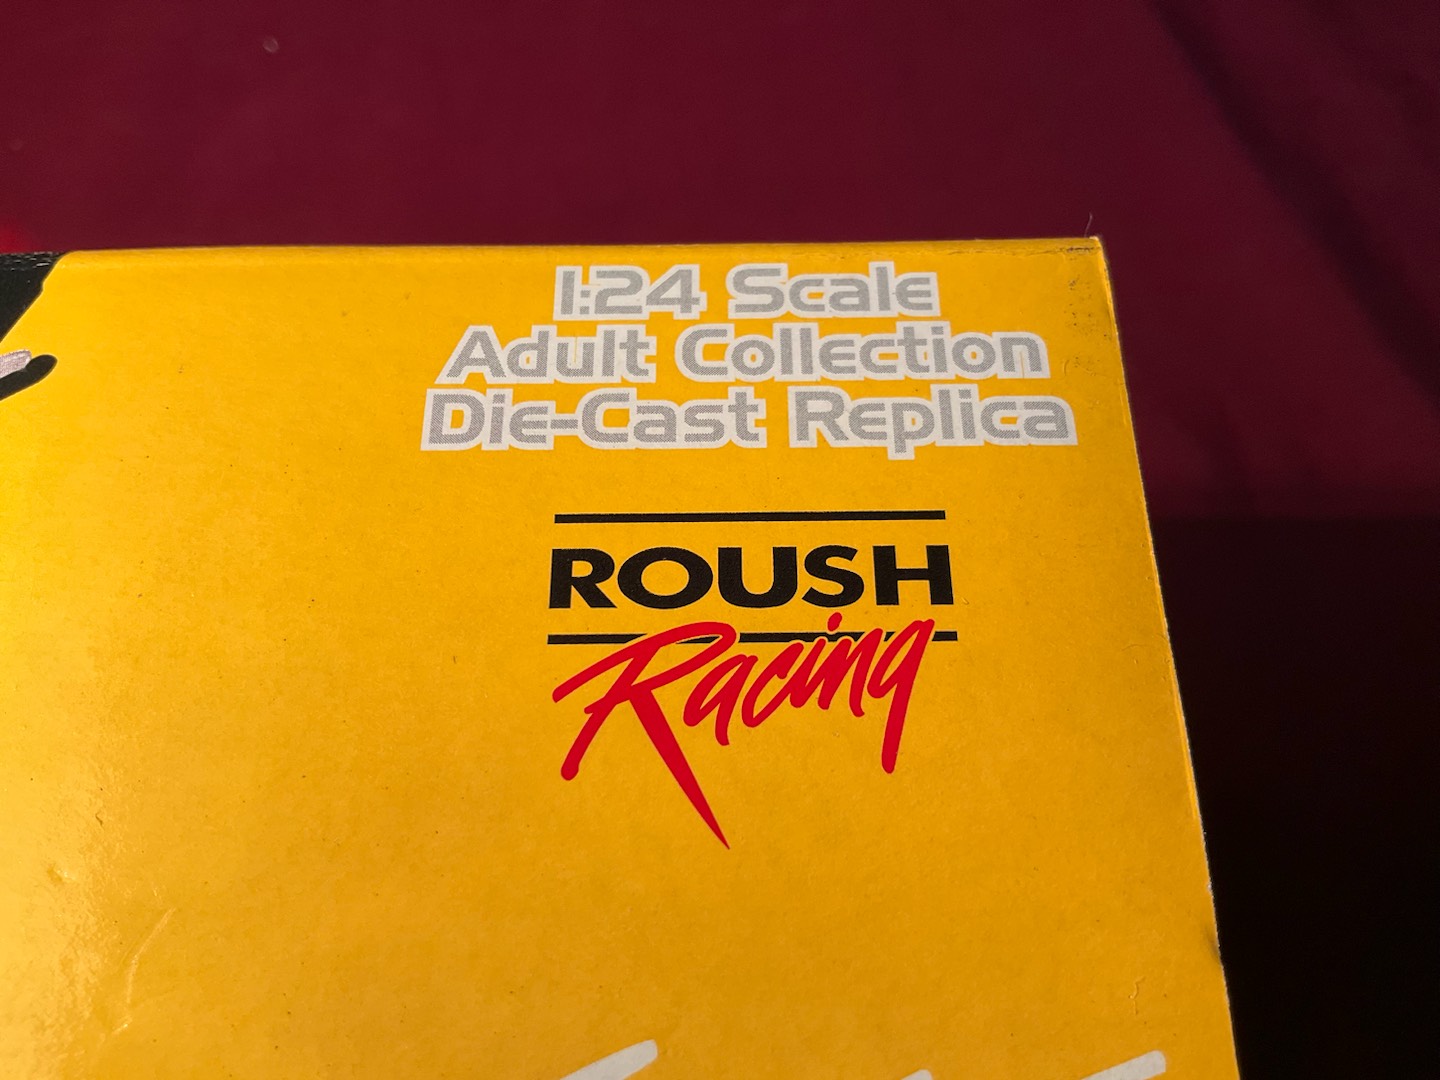 1:24 Scale
Adult Collection
Die-Cast Replica
ROUSH
Racing